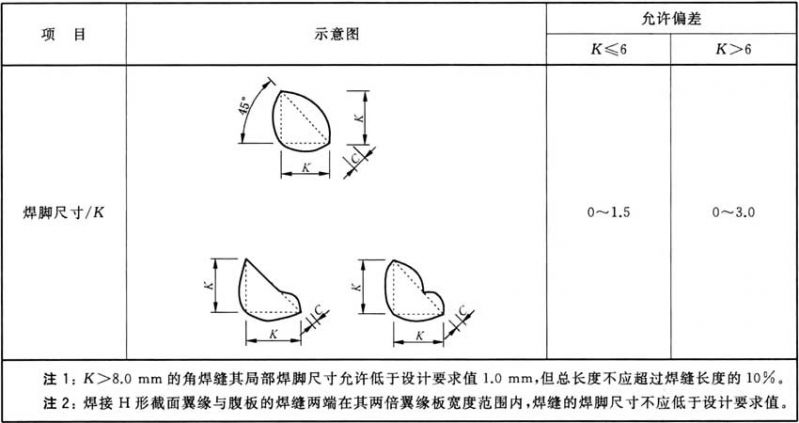 项 目
示意图
允许偏差
K≤6
K>6
焊脚尺寸/K
45°
K
K
C
K
K
C
K
K
C
0～1.5
0～3.0
注 1：K>8.0 mm 的角焊缝其局部焊脚尺寸允许低于设计要求值 1.0 mm,但总长度不应超过焊缝长度的 10%。
注 2：焊接 H 形截面翼缘与腹板的焊缝两端在其两倍翼缘板宽度范围内,焊缝的焊脚尺寸不应低于设计要求值。